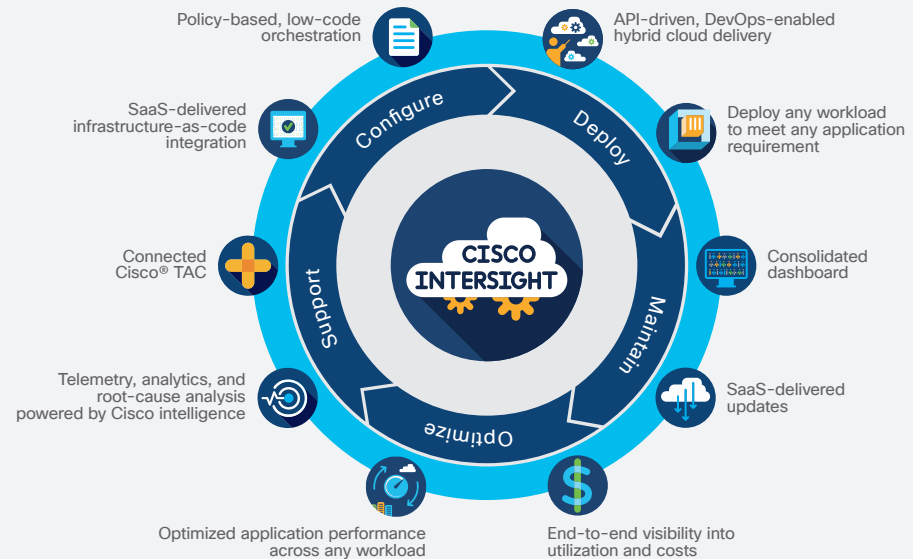 Policy-based, low-code
orchestration
API-driven, DevOps-enabled
hybrid cloud delivery
SaaS-delivered
infrastructure-as-code
integration
Deploy any workload
to meet any application
requirement
Configure
Deploy
Connected
Cisco® TAC
CISCO
INTERSIGHT
Consolidated
dashboard
Support
Maintain
Telemetry, analytics, and
root-cause analysis
powered by Cisco intelligence
SaaS-delivered
updates
Optimize
Optimized application performance
across any workload
End-to-end visibility into
utilization and costs